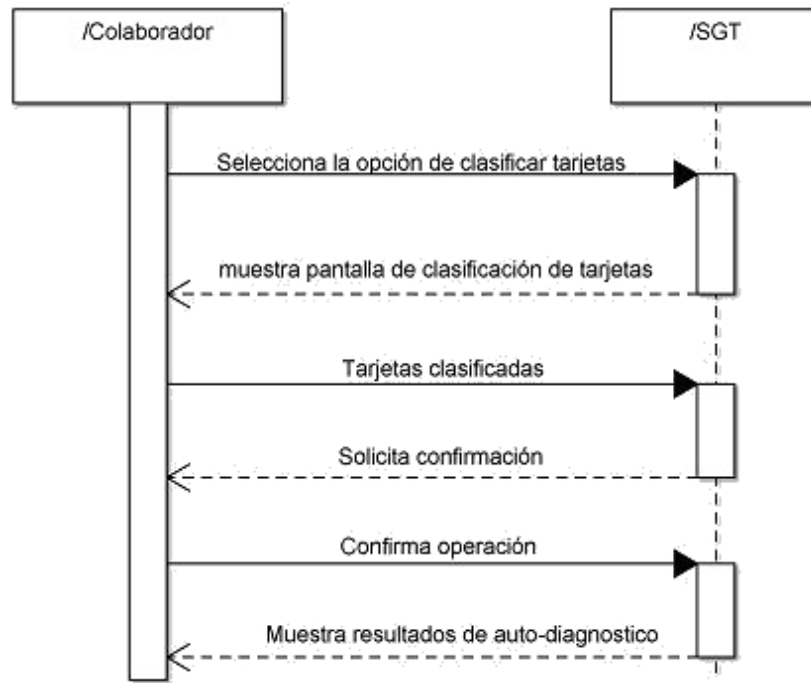 /Colaborador
/SGT
Selecciona la opción de clasificar tarjetas
muestra pantalla de clasificación de tarjetas
Tarjetas clasificadas
Solicita confirmación
Confirma operación
Muestra resultados de auto-diagnostico